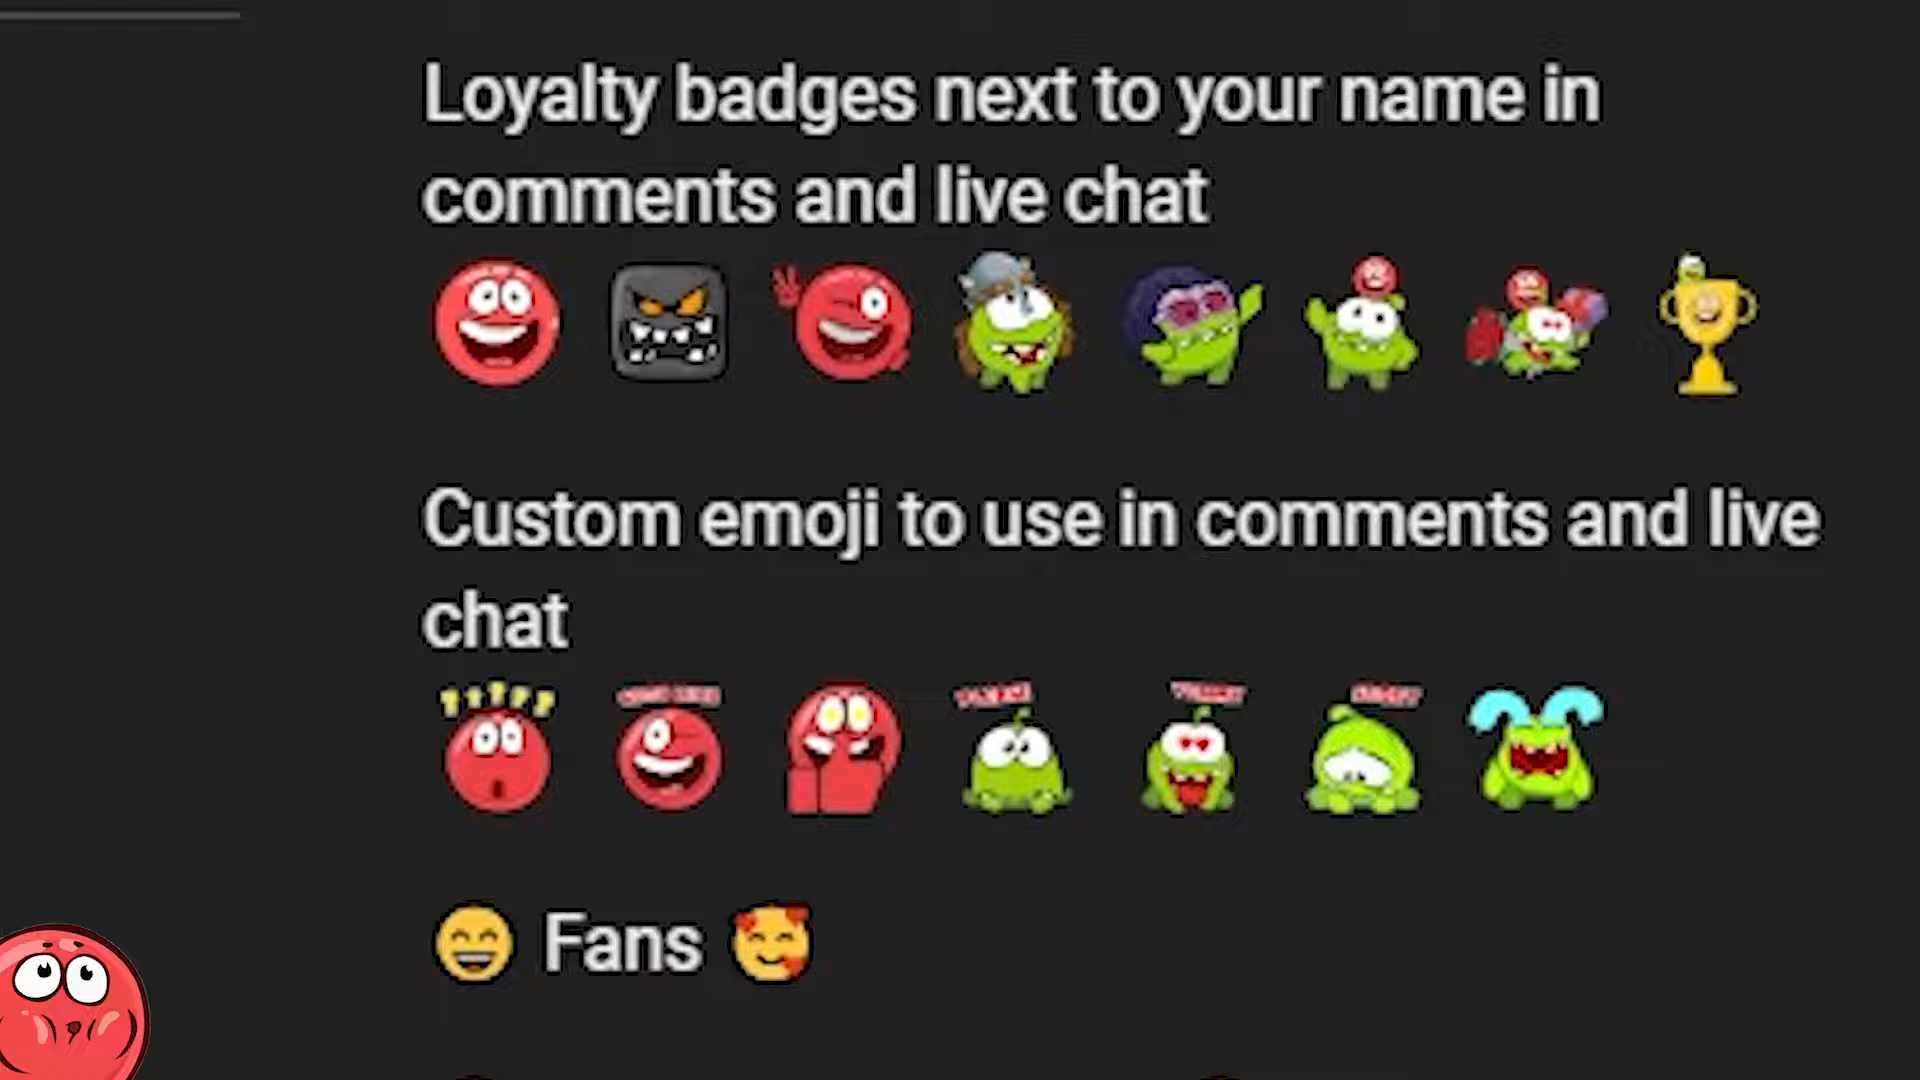 Loyalty badges next to your name in
comments and live chat
Custom emoji to use in comments and live
chat
😄 Fans 🥰